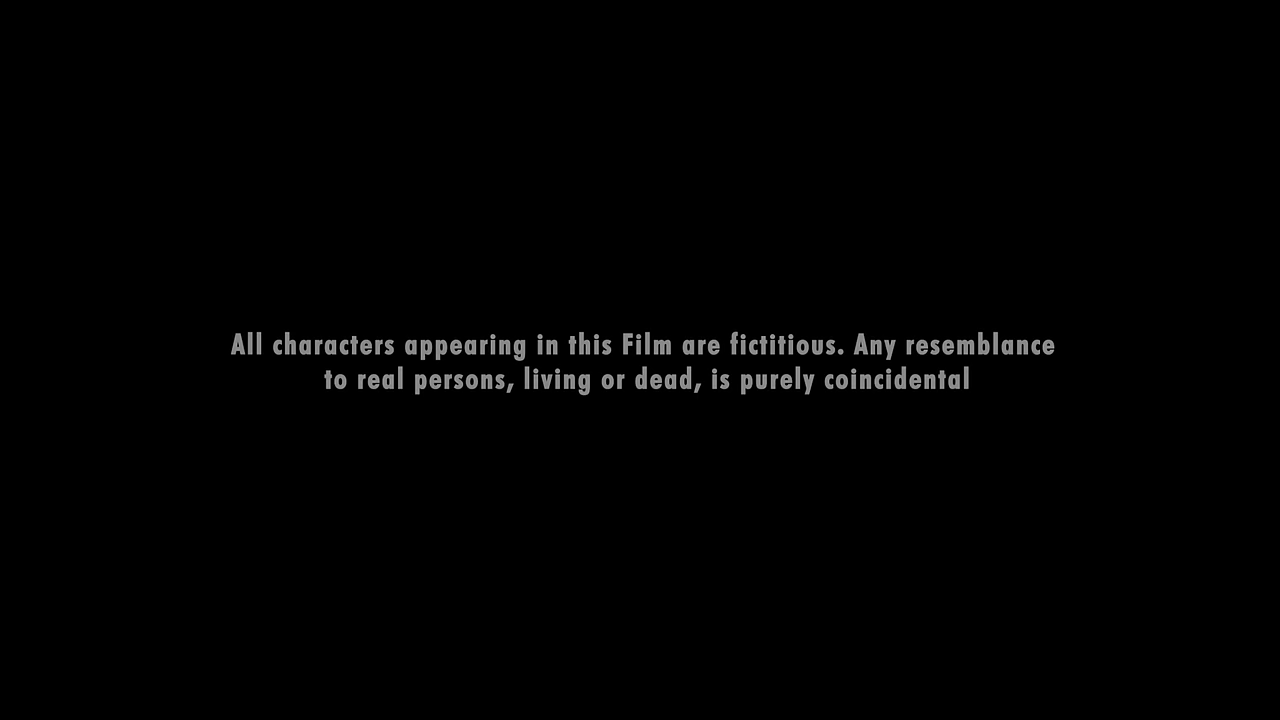 All characters appearing in this Film are fictitious. Any resemblance
to real persons, living or dead, is purely coincidental